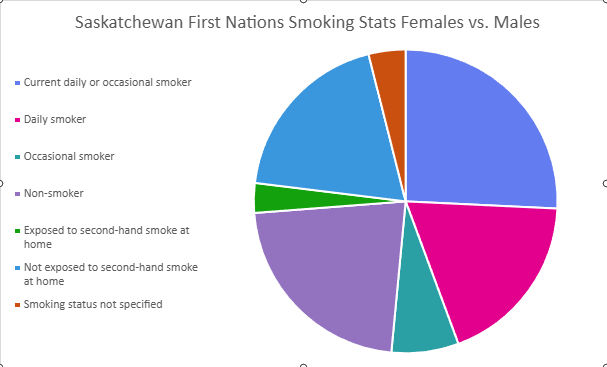 Saskatchewan First Nations Smoking Stats Females vs. Males
Current daily or occasional smoker
Daily smoker
Occasional smoker
Non-smoker
Exposed to second-hand smoke at
home
Not exposed to second-hand smoke
at home
Smoking status not specified